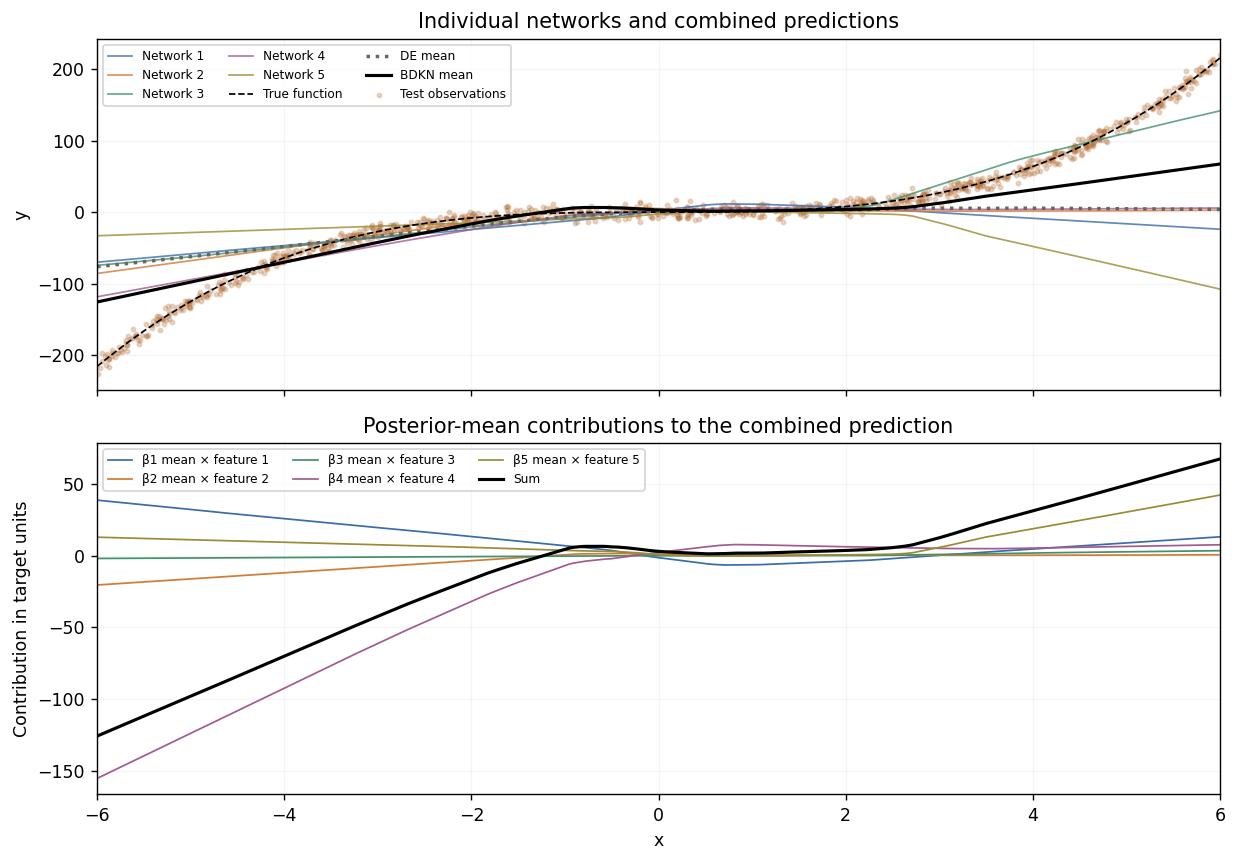 Individual networks and combined predictions
Network 1 Network 4 DE mean
Network 2 Network 5 BDKN mean
Network 3 True function Test observations
200
100
0
−100
−200
y
Posterior-mean contributions to the combined prediction
β1 mean × feature 1 β3 mean × feature 3 β5 mean × feature 5
β2 mean × feature 2 β4 mean × feature 4 Sum
50
0
−50
−100
−150
Contribution in target units
−6 −4 −2 0 2 4 6
x